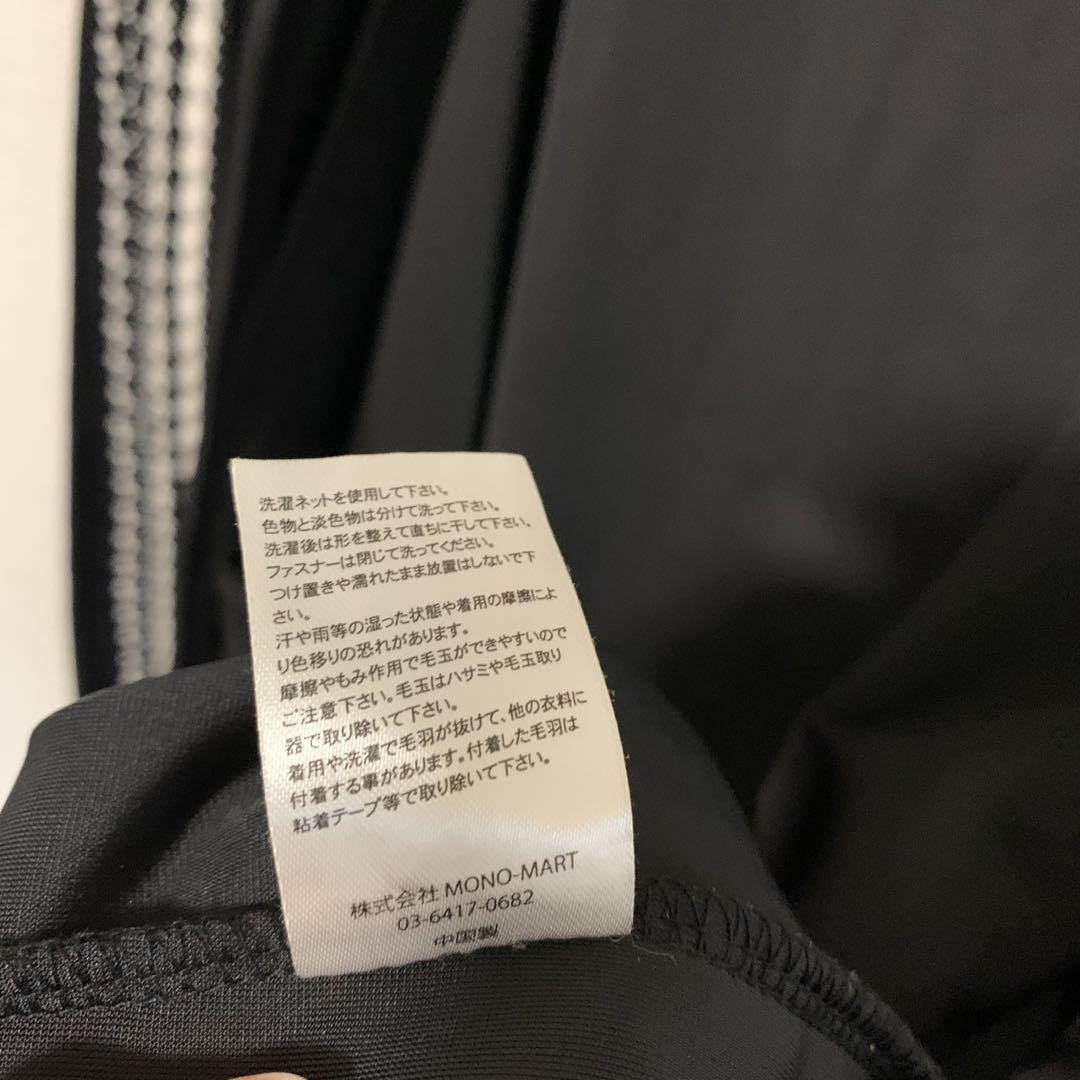 洗濯ネットを使用して下さい。
色物と淡色物は分けて洗って下さい。
洗濯後は形を整えて直ちに干して下さい。
ファスナーは閉じて洗ってください。
つけ置きや濡れたまま放置はしないで下
さい。
汗や雨等の湿った状態や着用の摩擦によ
り色移りの恐れがあります。
摩擦やもみ作用で毛玉ができやすいので
ご注意下さい。毛玉はハサミや毛玉取り
器で取り除いて下さい。
着用や洗濯で毛羽が抜けて、他の衣料に
付着する事があります。付着した毛羽は
粘着テープ等で取り除いて下さい。
株式会社 MONO-MART
03-6417-0682